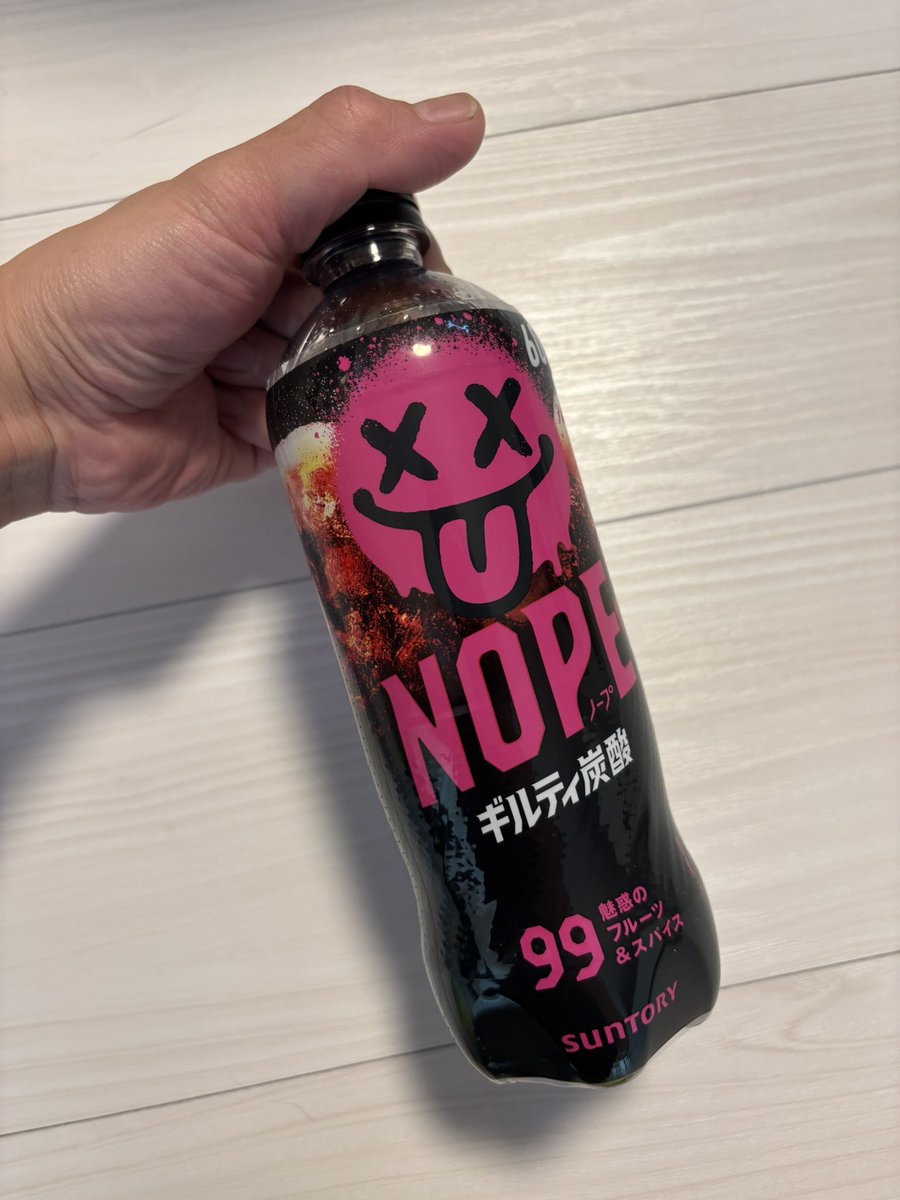 NOPE
ノープ
ギルティ炭酸
99
魅惑の
フルーツ
&スパイス
SUNTORY